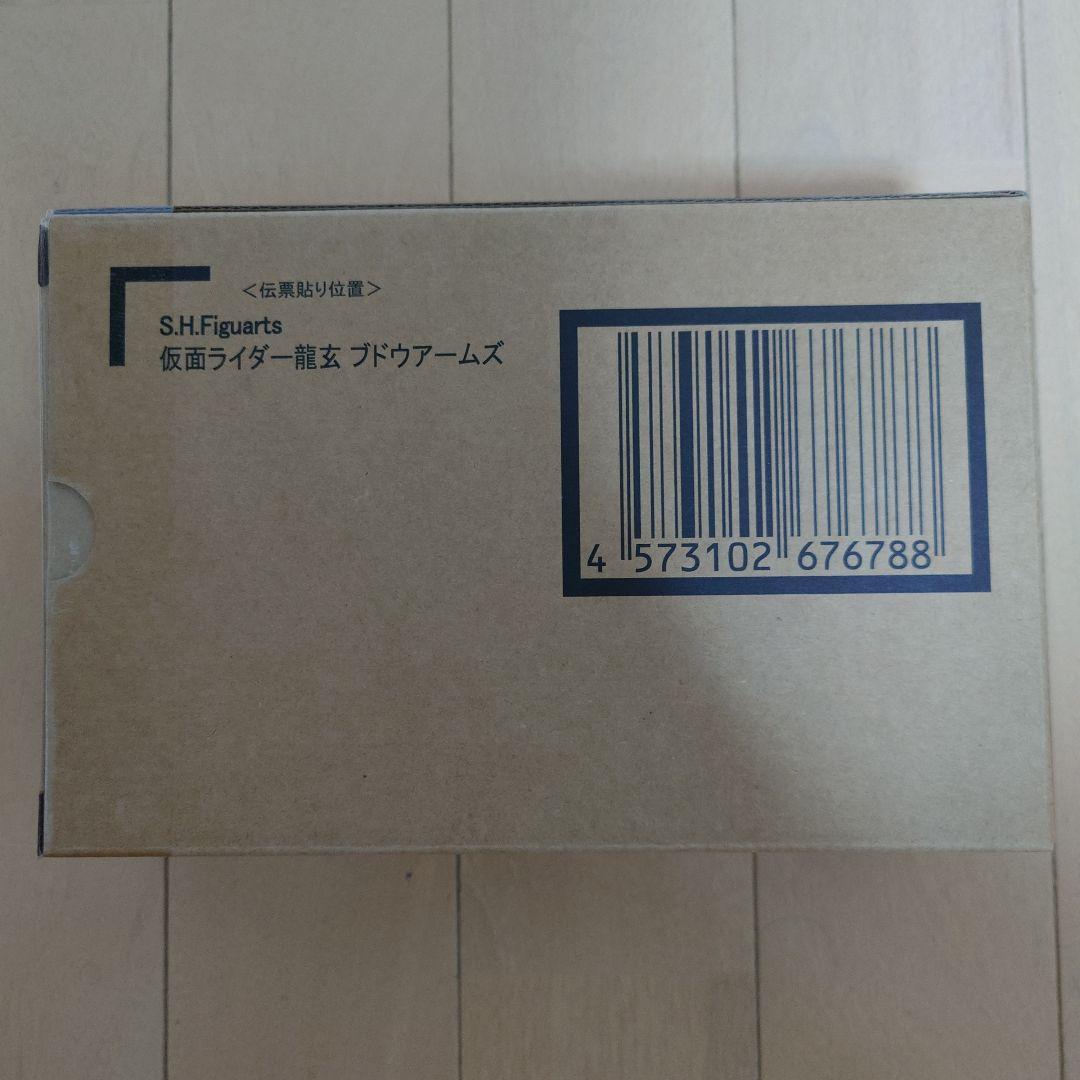 ＜伝票貼り位置＞
S.H.Figuarts
仮面ライダー龍玄 ブドウアームズ
4 573102 676788